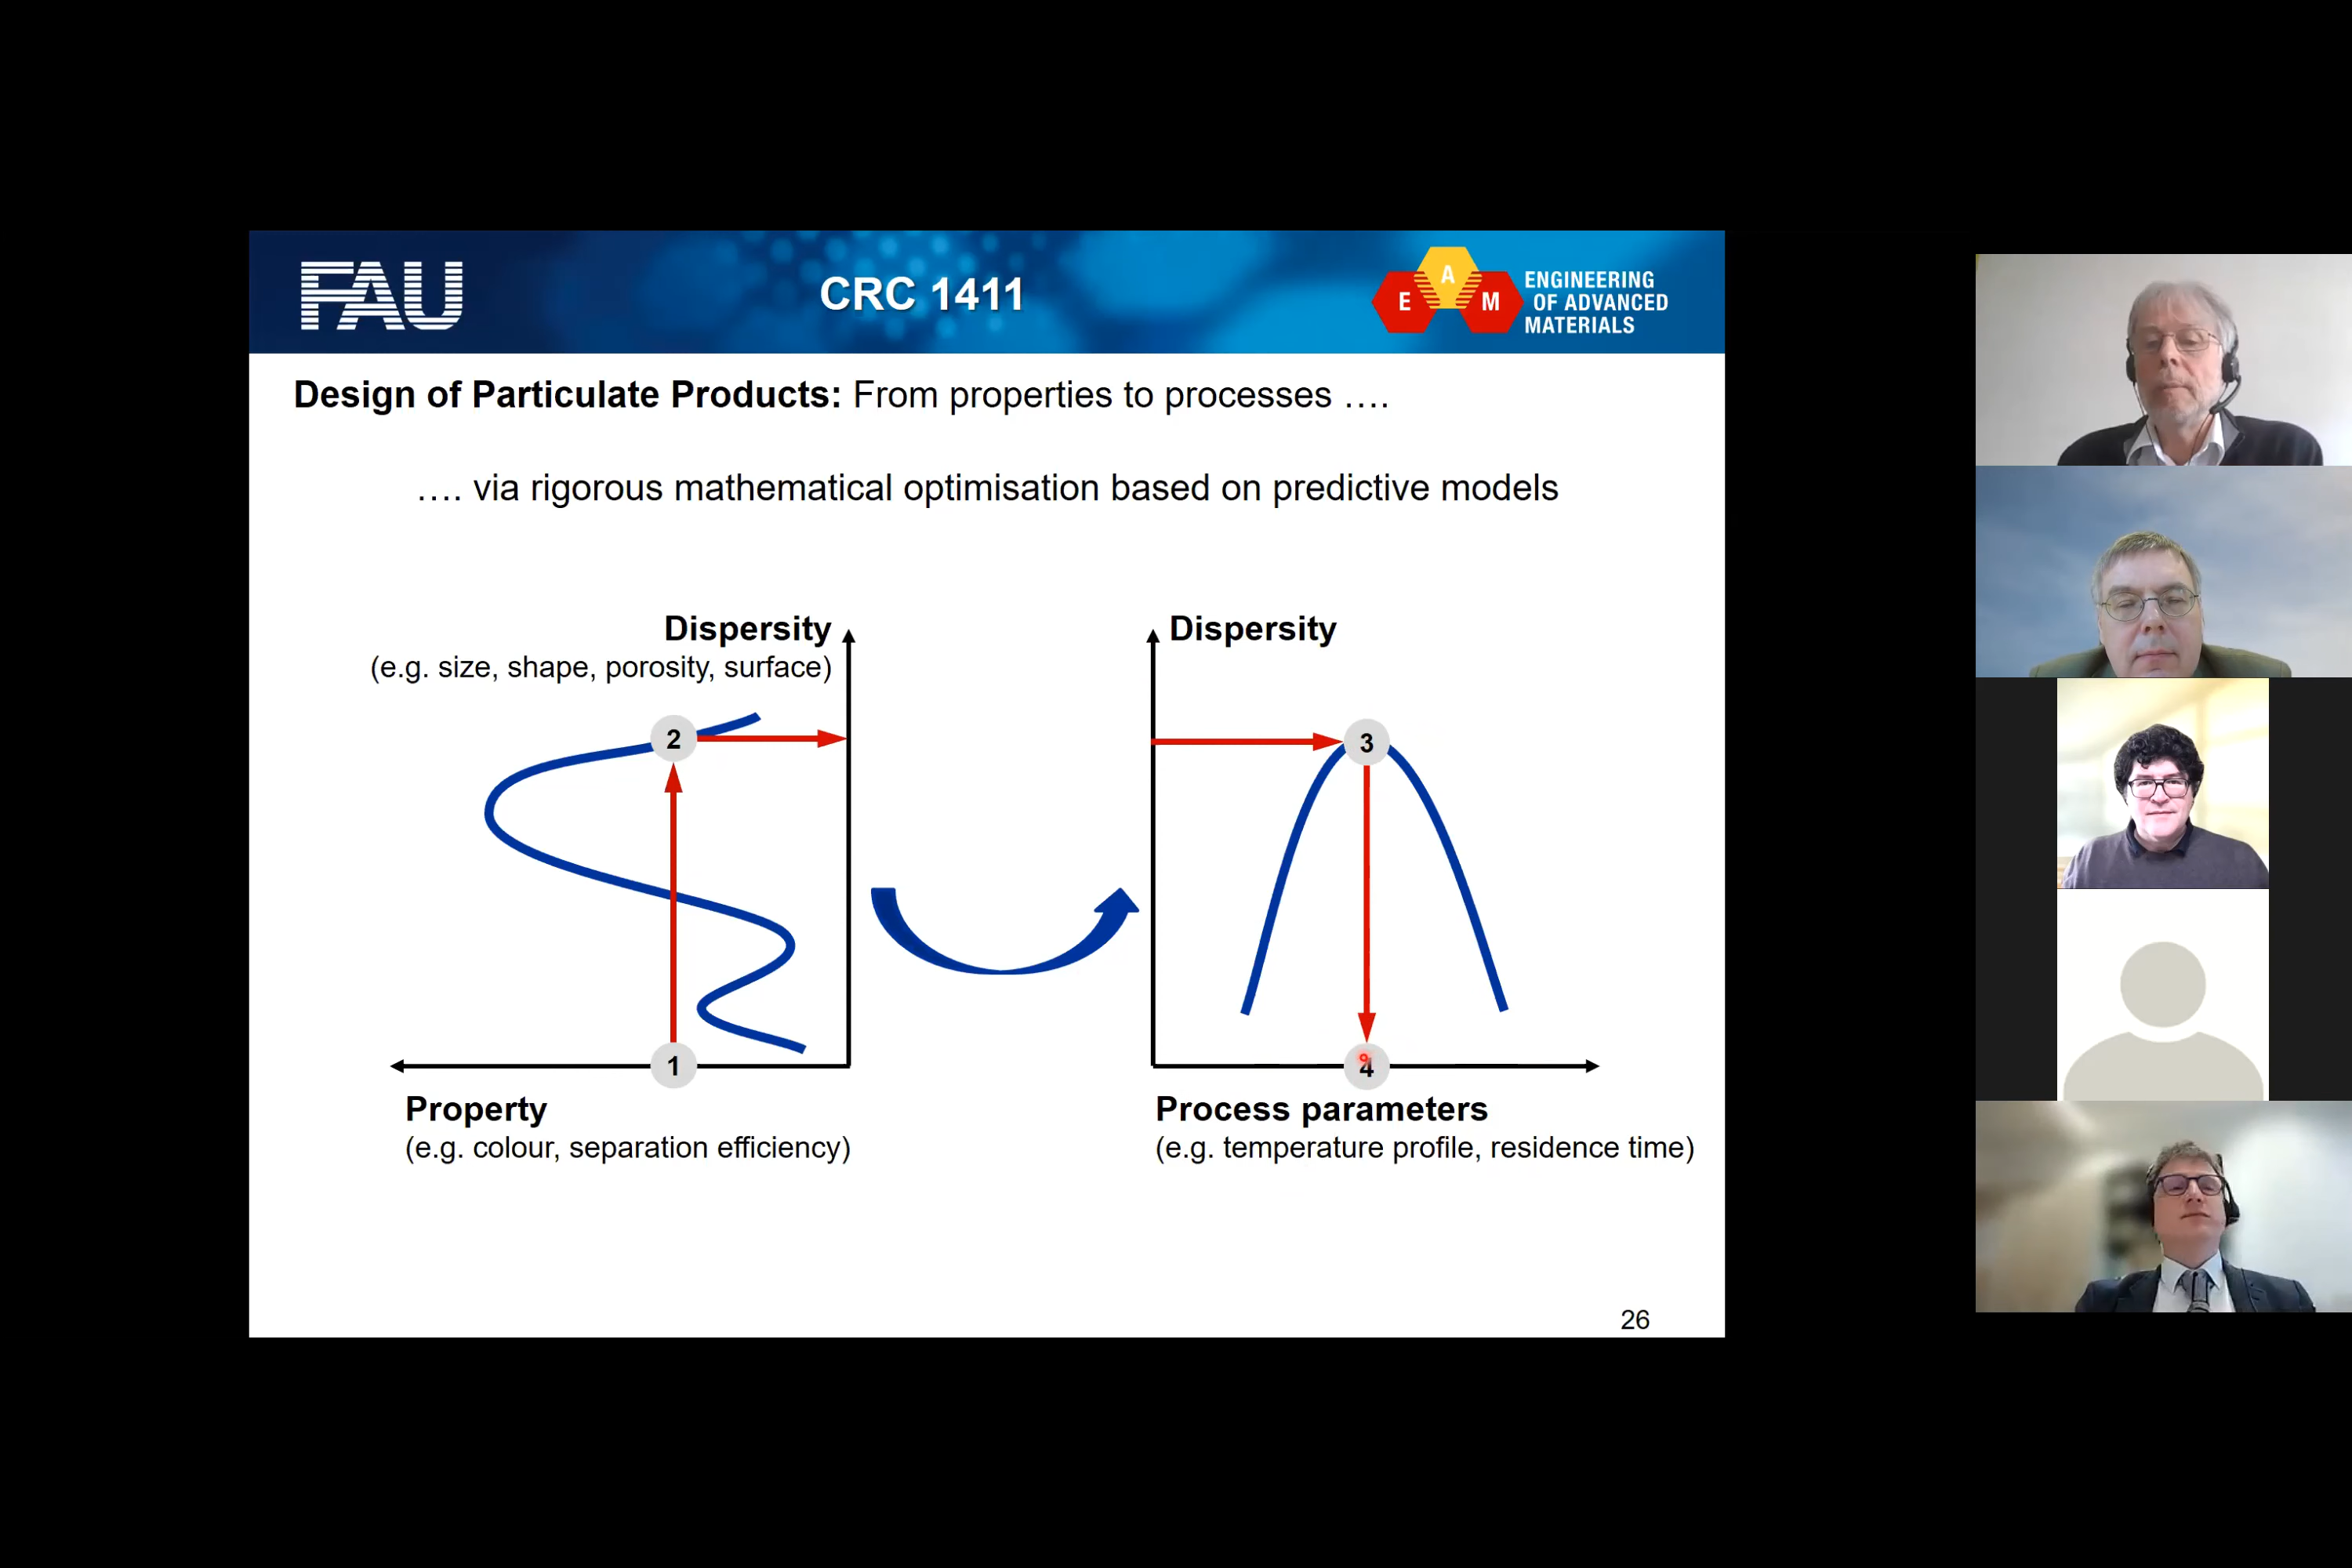 FAU
CRC 1411
E A M
ENGINEERING
OF ADVANCED
MATERIALS
Design of Particulate Products: From properties to processes ….
…. via rigorous mathematical optimisation based on predictive models
Dispersity
(e.g. size, shape, porosity, surface)
2
1
Property
(e.g. colour, separation efficiency)
Dispersity
3
4
Process parameters
(e.g. temperature profile, residence time)
26